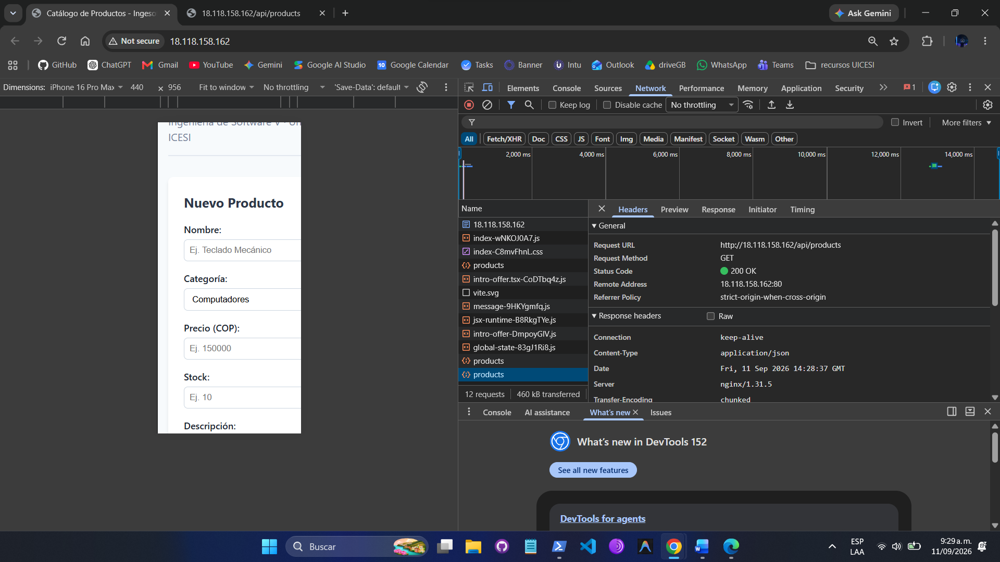 Catálogo de Productos - Ingeso
18.118.158.162/api/products
Ask Gemini
Not secure
18.118.158.162
GitHub
ChatGPT
Gmail
YouTube
Gemini
Google AI Studio
10
Google Calendar
Tasks
Banner
Intu
Outlook
driveGB
WhatsApp
Teams
recursos UICESI
Dimensions: iPhone 16 Pro Max
440 × 956
Fit to window
No throttling
'Save-Data': default
Elements
Console
Sources
Network
Performance
Memory
Application
Security
1
Keep log
Disable cache
No throttling
Invert
More filters
All
Fetch/XHR
Doc
CSS
JS
Font
Img
Media
Manifest
Socket
Wasm
Other
2,000 ms
4,000 ms
6,000 ms
8,000 ms
10,000 ms
12,000 ms
14,000 ms
Ingeniería de Software V · Un
ICESI
Nuevo Producto
Nombre:
Ej. Teclado Mecánico
Categoría:
Computadores
Precio (COP):
Ej. 150000
Stock:
Ej. 10
Descripción:
Name
18.118.158.162
index-wNKOJ0A7.js
index-C8mvFhnL.css
products
intro-offer.tsx-CoDTbq4z.js
vite.svg
message-9HKYgmfq.js
jsx-runtime-B8RkgTYe.js
intro-offer-DmpoyGlV.js
global-state-83gJ1Ri8.js
products
products
12 requests
460 kB transferred
Headers
Preview
Response
Initiator
Timing
General
Request URL
http://18.118.158.162/api/products
Request Method
GET
Status Code
200 OK
Remote Address
18.118.158.162:80
Referrer Policy
strict-origin-when-cross-origin
Response headers
Raw
Connection
keep-alive
Content-Type
application/json
Date
Fri, 11 Sep 2026 14:28:37 GMT
Server
nginx/1.31.5
Transfer-Encoding
chunked
Console
AI assistance
What's new
Issues
What's new in DevTools 152
See all new features
DevTools for agents
Buscar
ESP
LAA
9:29 a. m.
11/09/2026